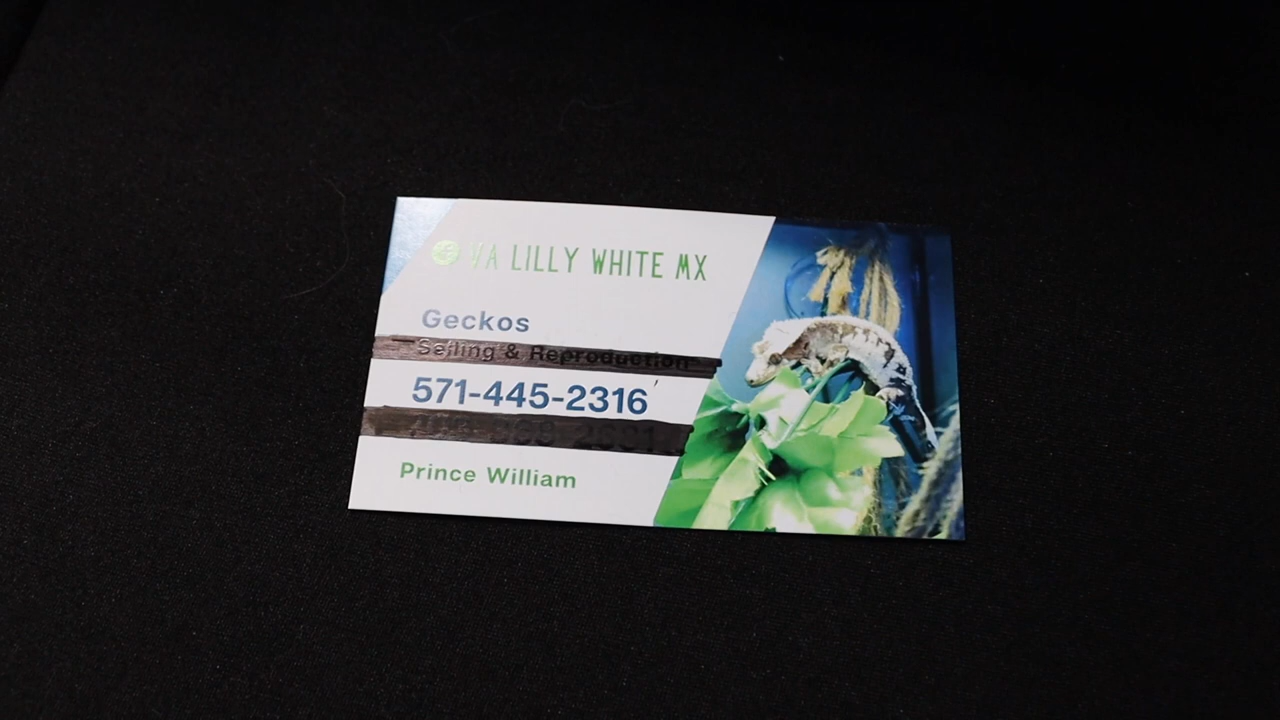 VA LILLY WHITE MX
Geckos
Selling & Reproduction
571-445-2316
Prince William